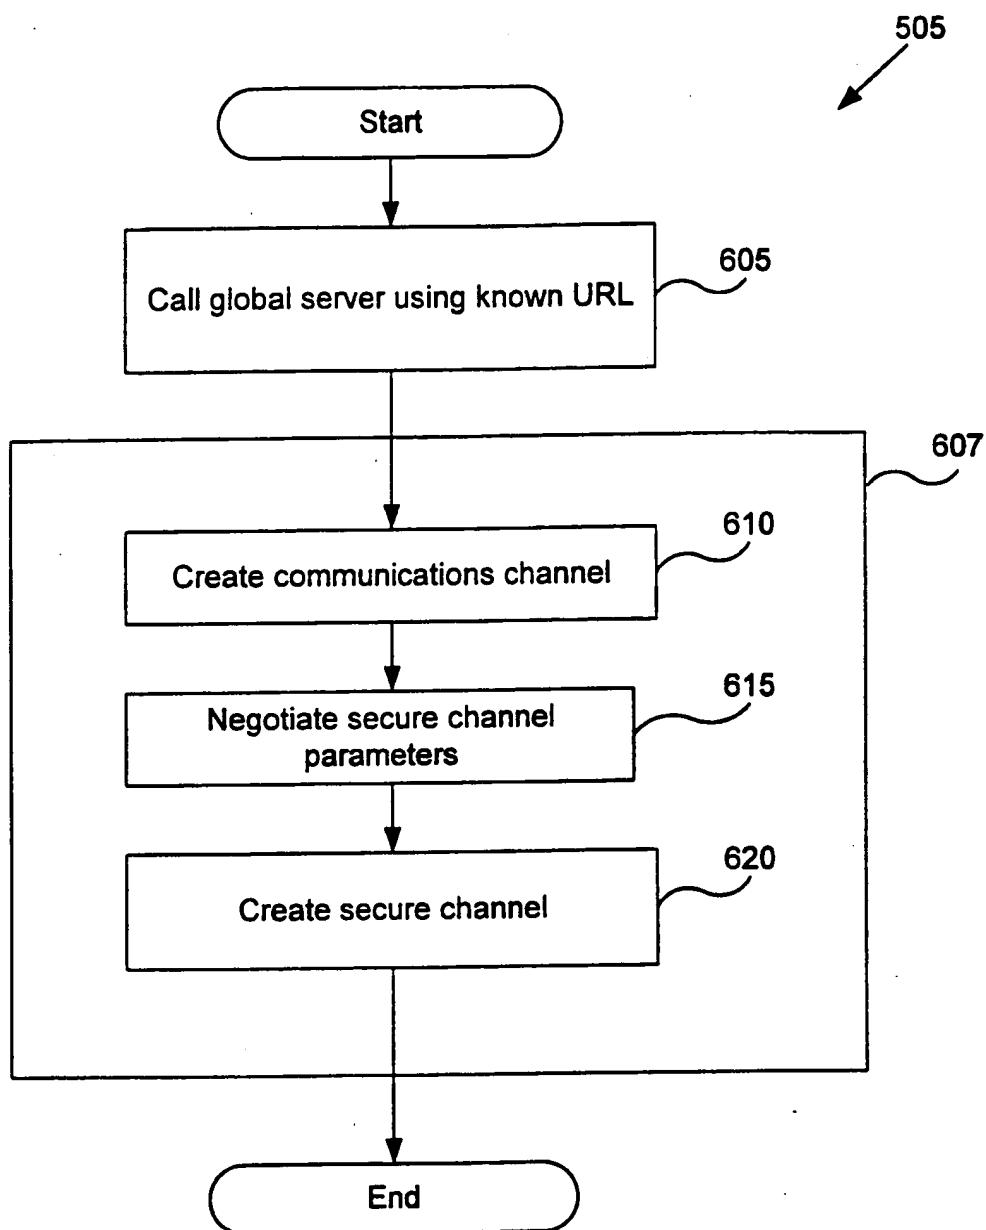 505
Start
605
Call global server using known URL
607
610
Create communications channel
615
Negotiate secure channel
parameters
620
Create secure channel
End